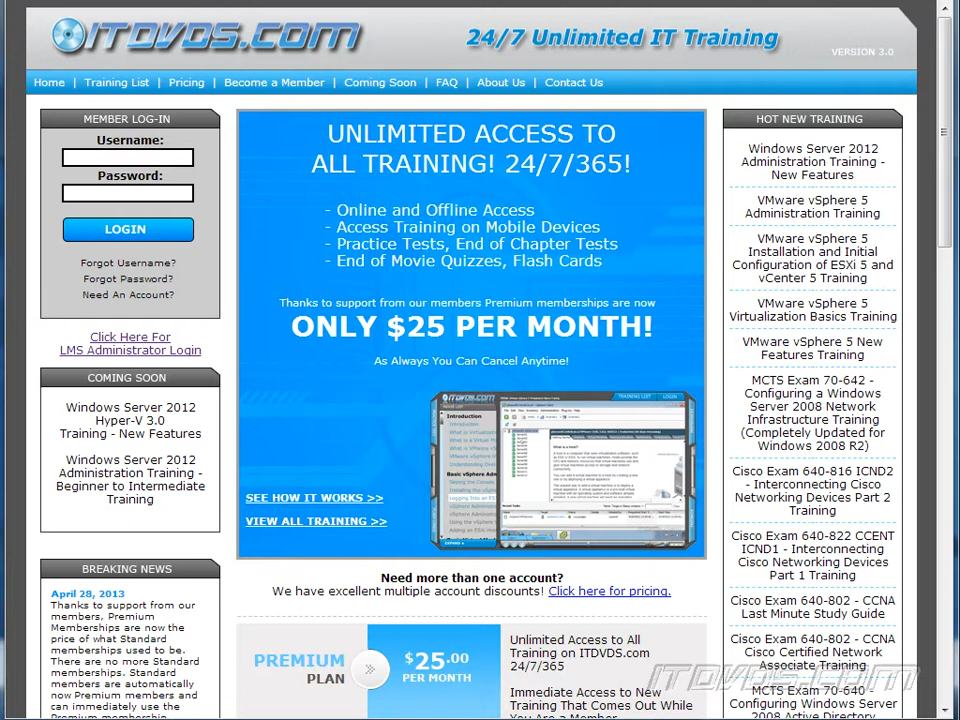 ITDVDS.COM
24/7 Unlimited IT Training
VERSION 3.0
Home | Training List | Pricing | Become a Member | Coming Soon | FAQ | About Us | Contact Us
MEMBER LOG-IN
Username:
Password:
LOGIN
Forgot Username?
Forgot Password?
Need An Account?
Click Here For
LMS Administrator Login
COMING SOON
Windows Server 2012
Hyper-V 3.0
Training - New Features
Windows Server 2012
Administration Training -
Beginner to Intermediate
Training
BREAKING NEWS
April 28, 2013
Thanks to support from our
members, Premium
Memberships are now the
price of what Standard
memberships used to be.
There are no more Standard
memberships. Standard
members are automatically
now Premium members and
can immediately use the
Premium membership
UNLIMITED ACCESS TO
ALL TRAINING! 24/7/365!
- Online and Offline Access
- Access Training on Mobile Devices
- Practice Tests, End of Chapter Tests
- End of Movie Quizzes, Flash Cards
Thanks to support from our members Premium memberships are now
ONLY $25 PER MONTH!
As Always You Can Cancel Anytime!
SEE HOW IT WORKS >>
VIEW ALL TRAINING >>
ITDVDS.COM
TRAINING LIST
LOGIN
Introduction
Need more than one account?
We have excellent multiple account discounts! Click here for pricing.
PREMIUM
PLAN
$25.00
PER MONTH
Unlimited Access to All
Training on ITDVDS.com
24/7/365
Immediate Access to New
Training That Comes Out While
You Are a Member
HOT NEW TRAINING
Windows Server 2012
Administration Training -
New Features
VMware vSphere 5
Administration Training
VMware vSphere 5
Installation and Initial
Configuration of ESXi 5 and
vCenter 5 Training
VMware vSphere 5
Virtualization Basics Training
VMware vSphere 5 New
Features Training
MCTS Exam 70-642 -
Configuring a Windows
Server 2008 Network
Infrastructure Training
(Completely Updated for
Windows 2008 R2)
Cisco Exam 640-816 ICND2
- Interconnecting Cisco
Networking Devices Part 2
Training
Cisco Exam 640-822 CCENT
ICND1 - Interconnecting
Cisco Networking Devices
Part 1 Training
Cisco Exam 640-802 - CCNA
Last Minute Study Guide
Cisco Exam 640-802 - CCNA
Cisco Certified Network
Associate Training
MCTS Exam 70-640 -
Configuring Windows Server
2008 Active Directory
ITDVDS.COM